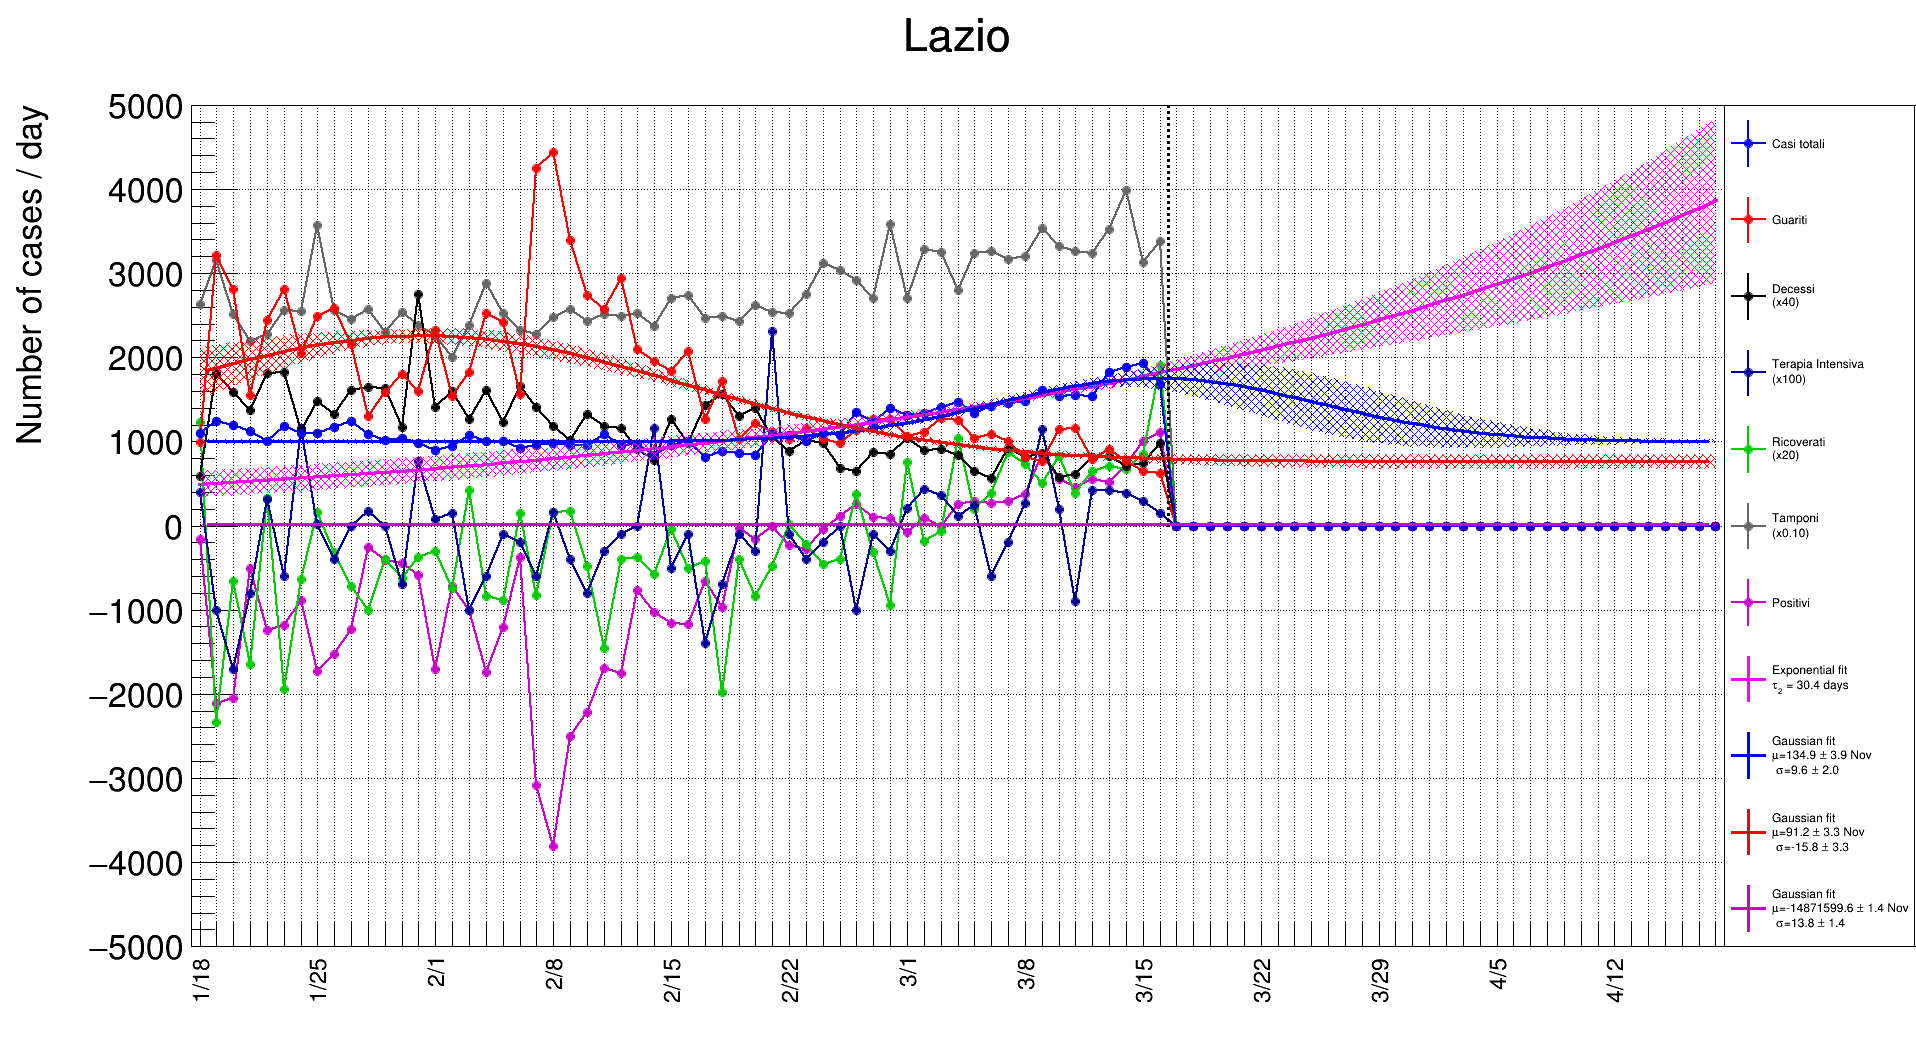 Lazio
Number of cases / day
5000
4000
3000
2000
1000
0
−1000
−2000
−3000
−4000
−5000
1/18
1/25
2/1
2/8
2/15
2/22
3/1
3/8
3/15
3/22
3/29
4/5
4/12
Casi totali
Guariti
Decessi
(x40)
Terapia Intensiva
(x100)
Ricoverati
(x20)
Tamponi
(x0.10)
Positivi
Exponential fit
τ2 = 30.4 days
Gaussian fit
μ=134.9 ± 3.9 Nov
σ=9.6 ± 2.0
Gaussian fit
μ=91.2 ± 3.3 Nov
σ=-15.8 ± 3.3
Gaussian fit
μ=-14871599.6 ± 1.4 Nov
σ=13.8 ± 1.4